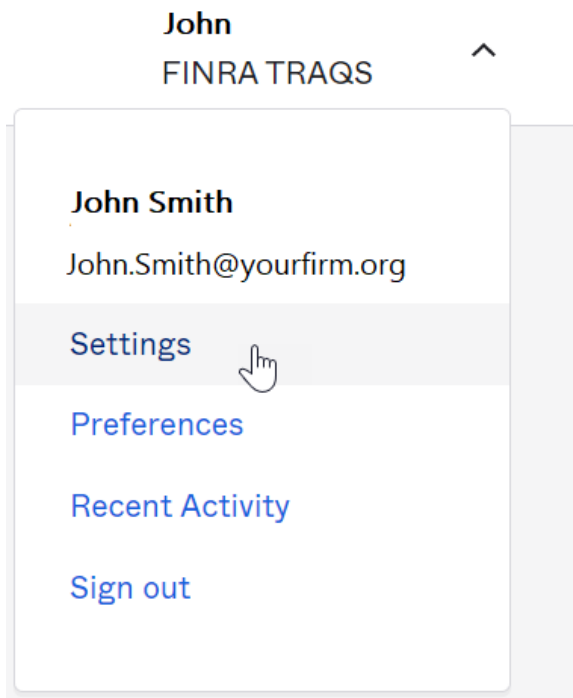 John
FINRA TRAQS
John Smith
John.Smith@yourfirm.org
Settings
Preferences
Recent Activity
Sign out